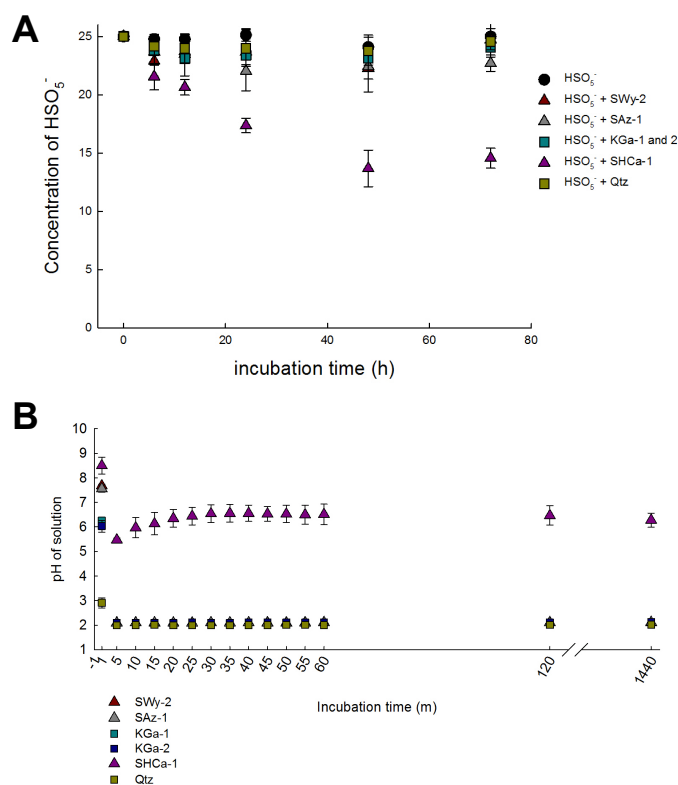 A
25
20
15
10
5
0
Concentration of HSO₅⁻
0 20 40 60 80
incubation time (h)
HSO₅⁻
HSO₅⁻ + SWy-2
HSO₅⁻ + SAz-1
HSO₅⁻ + KGa-1 and 2
HSO₅⁻ + SHCa-1
HSO₅⁻ + Qtz
B
10
9
8
7
6
5
4
3
2
1
pH of solution
-1 5 10 15 20 25 30 35 40 45 50 55 60 120 1440
Incubation time (m)
SWy-2
SAz-1
KGa-1
KGa-2
SHCa-1
Qtz